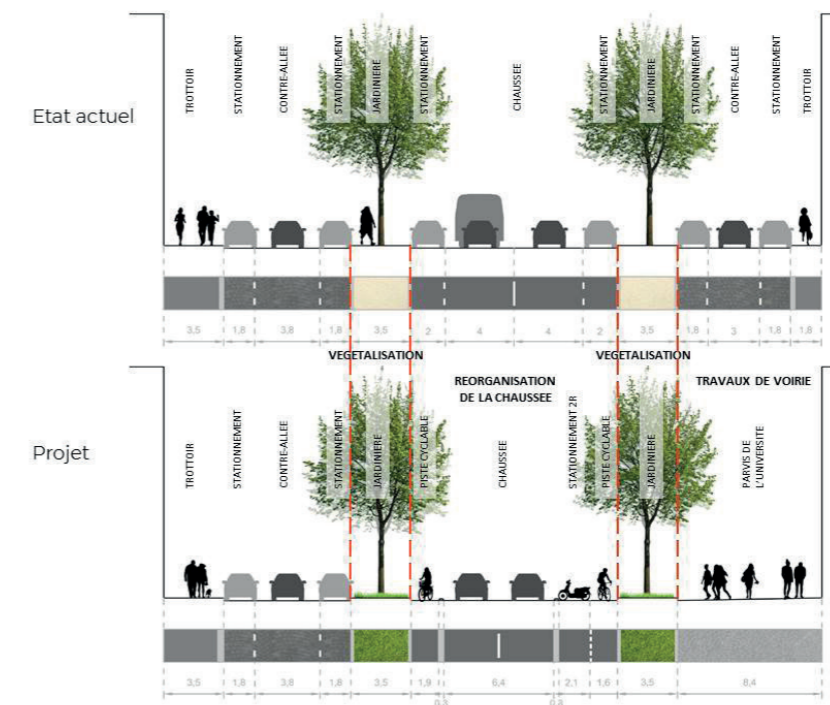 Etat actuel
TROTTOIR
STATIONNEMENT
CONTRE-ALLEE
STATIONNEMENT
JARDINIERE
STATIONNEMENT
CHAUSSEE
STATIONNEMENT
JARDINIERE
STATIONNEMENT
CONTRE-ALLEE
STATIONNEMENT
TROTTOIR
3,5 1,8 3,8 1,8 3,5 2 4 4 2 3,5 1,8 3 1,8 1,8
VEGETALISATION
VEGETALISATION
REORGANISATION
DE LA CHAUSSEE
TRAVAUX DE VOIRIE
Projet
TROTTOIR
STATIONNEMENT
CONTRE-ALLEE
STATIONNEMENT
JARDINIERE
PISTE CYCLABLE
CHAUSSEE
STATIONNEMENT 2R
PISTE CYCLABLE
JARDINIERE
PARVIS DE
L'UNIVERSITE
3,5 1,8 3,8 1,8 3,5 1,9 6,4 2,1 1,6 3,5 8,4